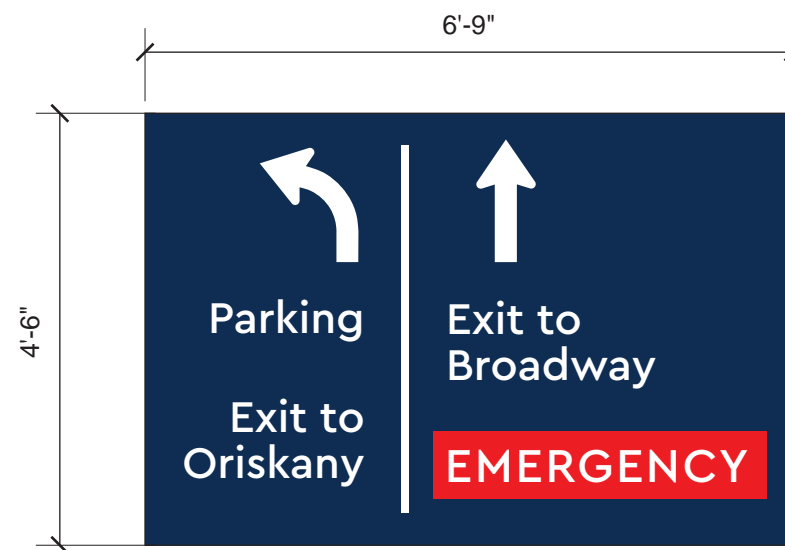 6'-9"
4'-6"
Parking
Exit to
Oriskany
Exit to
Broadway
EMERGENCY